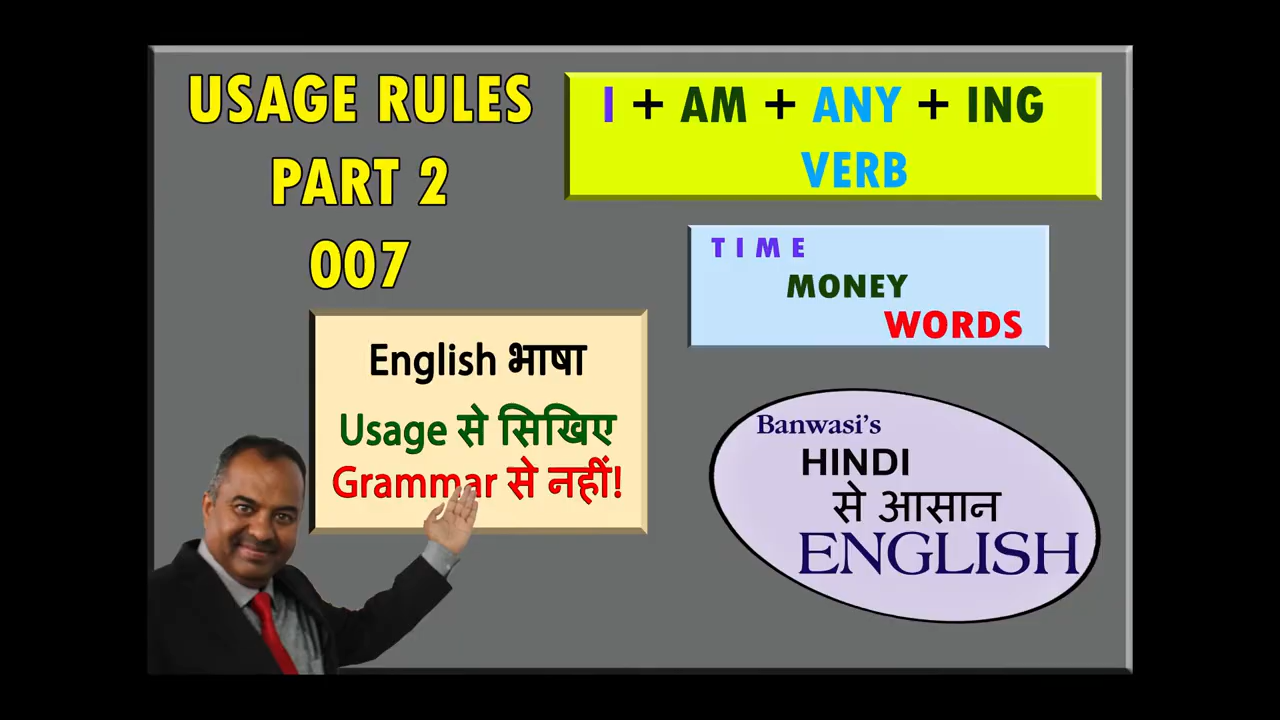 USAGE RULES
PART 2
007
I + AM + ANY + ING
VERB
TIME
MONEY
WORDS
English भाषा
Usage से सिखिए
Grammar से नहीं!
Banwasi's
HINDI
से आसान
ENGLISH